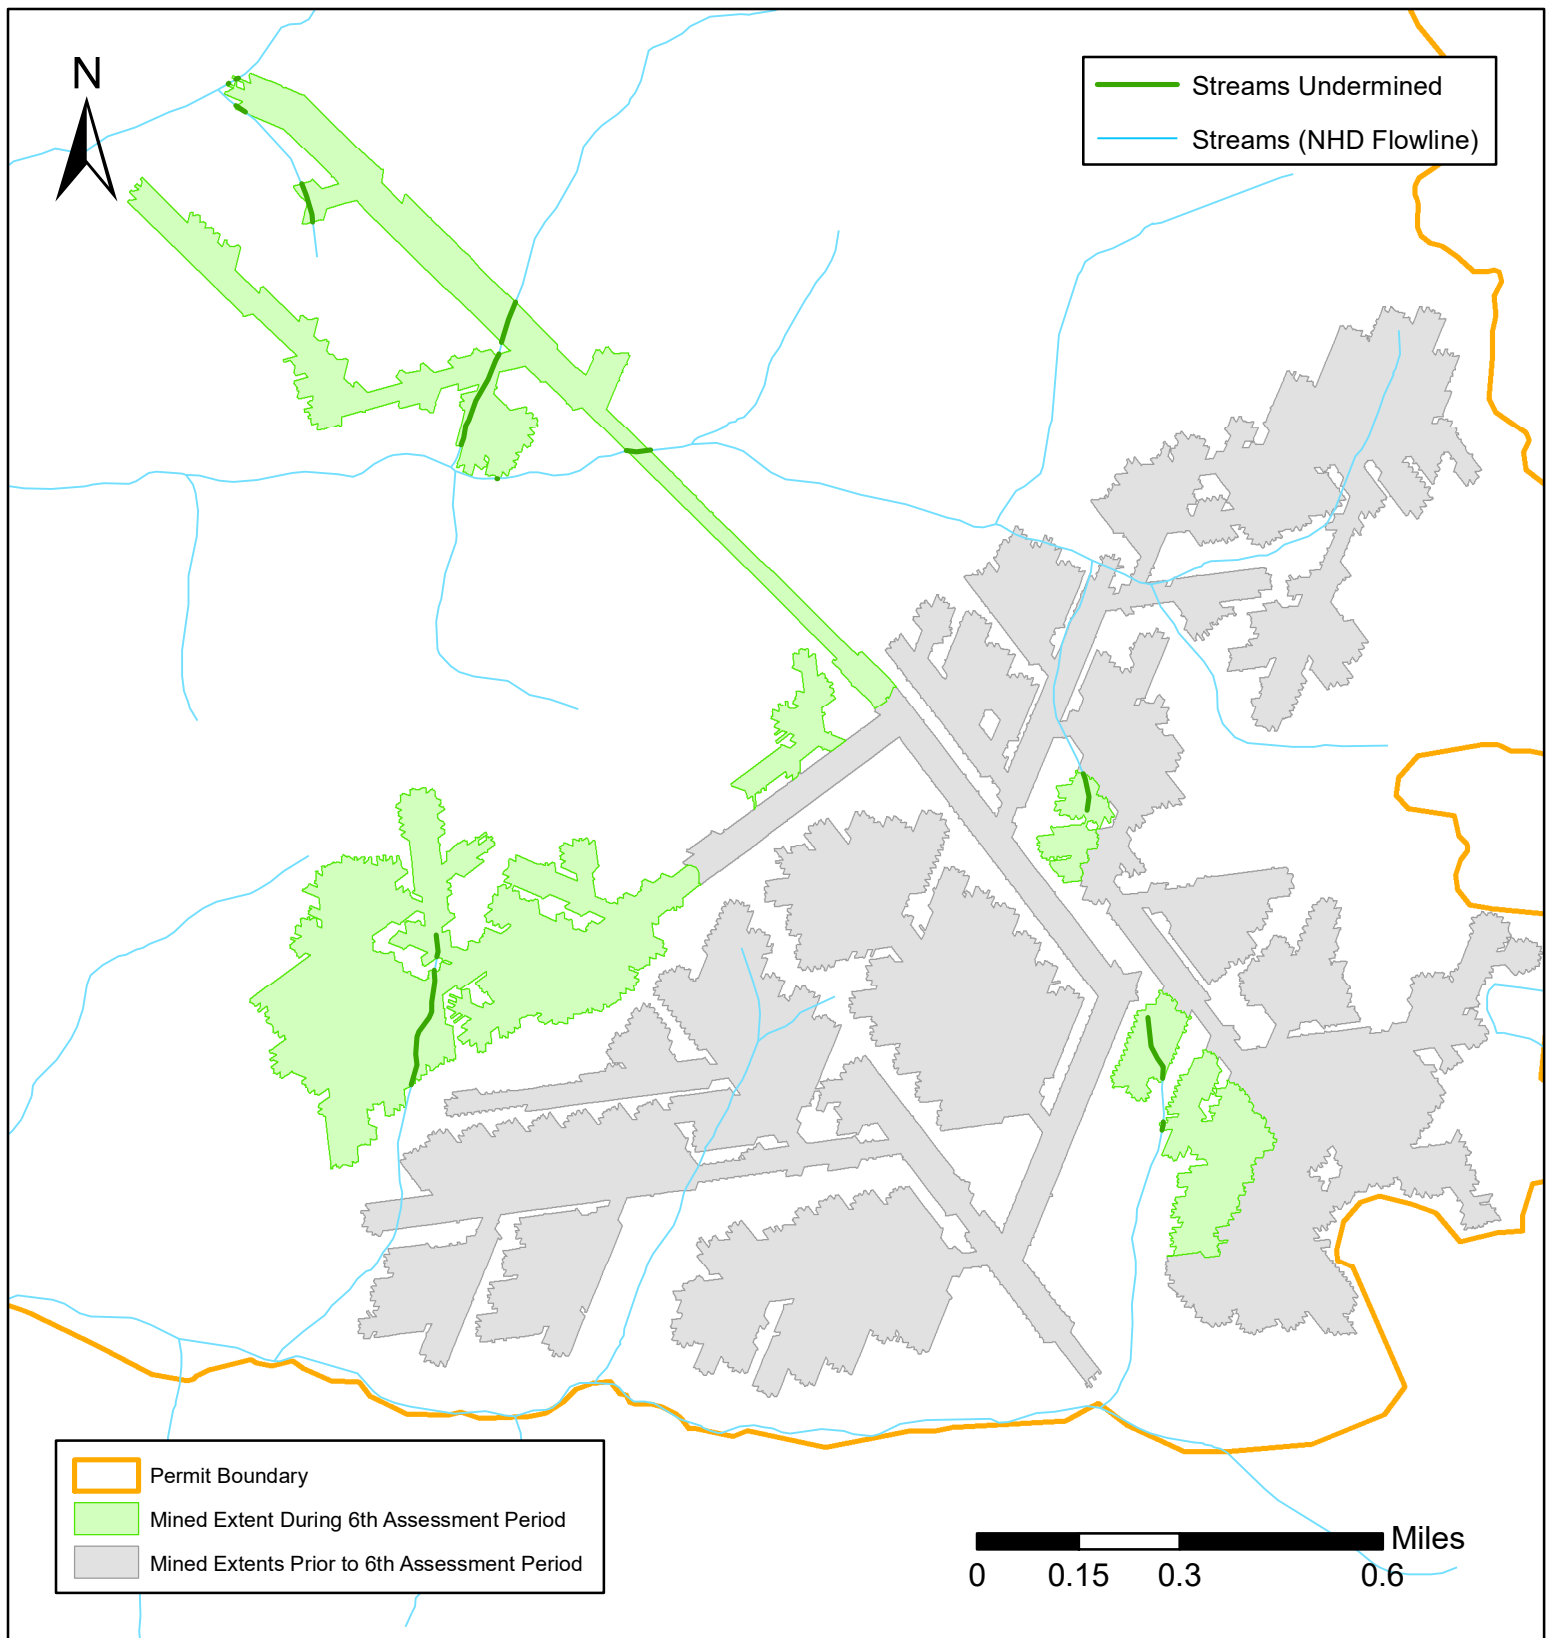 N
Streams Undermined
Streams (NHD Flowline)
Permit Boundary
Mined Extent During 6th Assessment Period
Mined Extents Prior to 6th Assessment Period
Miles
0 0.15 0.3 0.6